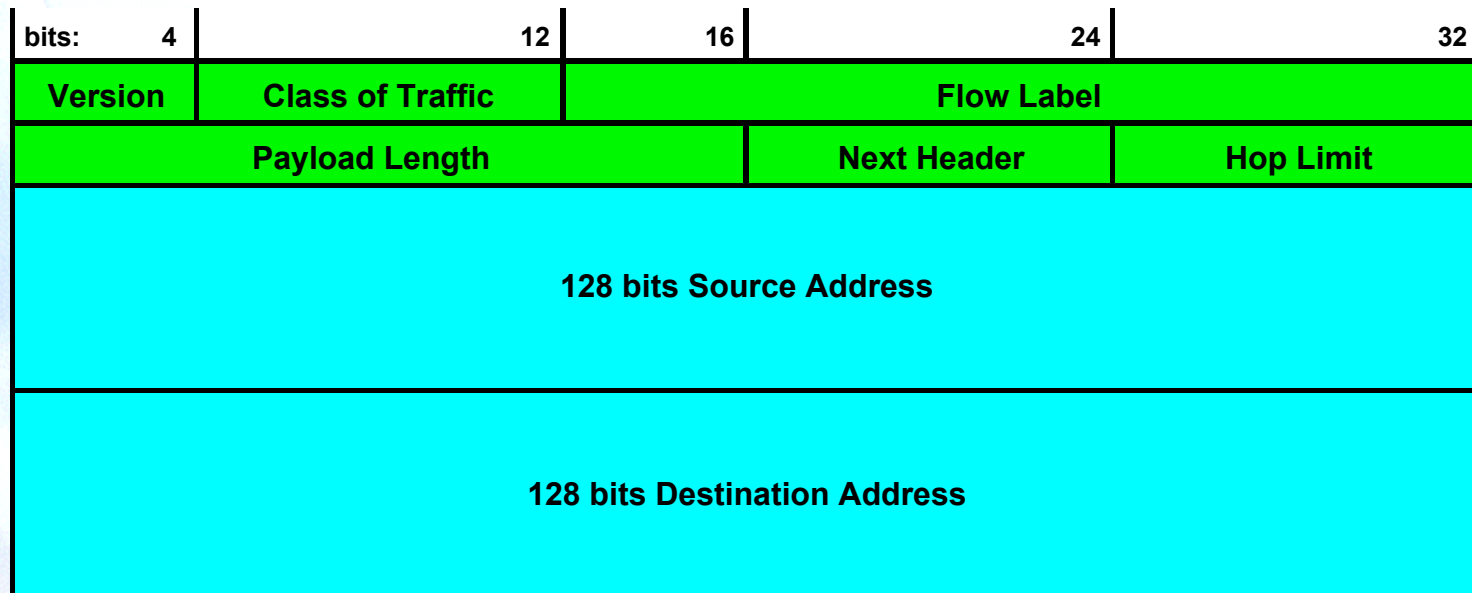 bits: 4 12 16 24 32
Version Class of Traffic Flow Label
Payload Length Next Header Hop Limit
128 bits Source Address
128 bits Destination Address